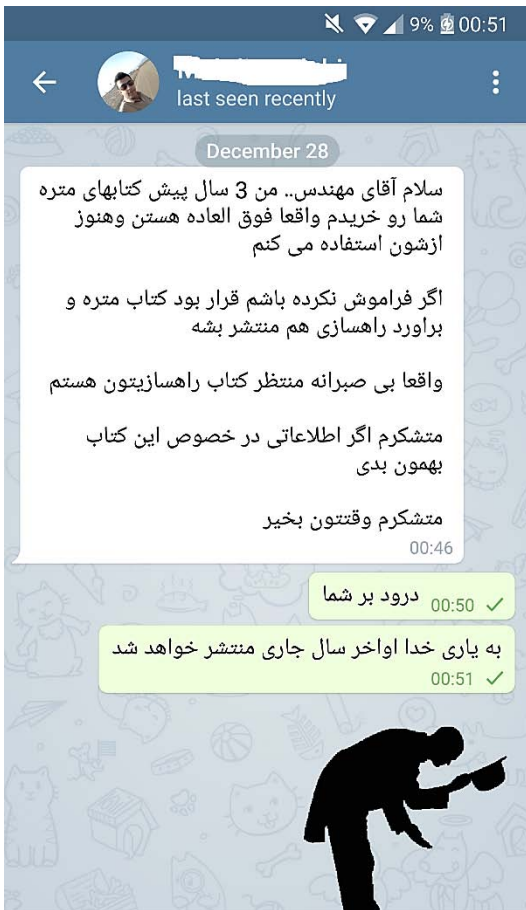 9% 00:51
last seen recently
December 28
سلام آقای مهندس.. من 3 سال پیش کتابهای متره
شما رو خریدم واقعا فوق العاده هستن وهنوز
ازشون استفاده می کنم
اگر فراموش نکرده باشم قرار بود کتاب متره و
براورد راهسازی هم منتشر بشه
واقعا بی صبرانه منتظر کتاب راهسازیتون هستم
متشکرم اگر اطلاعاتی در خصوص این کتاب
بهمون بدی
متشکرم وقتتون بخیر
00:46
درود بر شما 00:50
به یاری خدا اواخر سال جاری منتشر خواهد شد
00:51